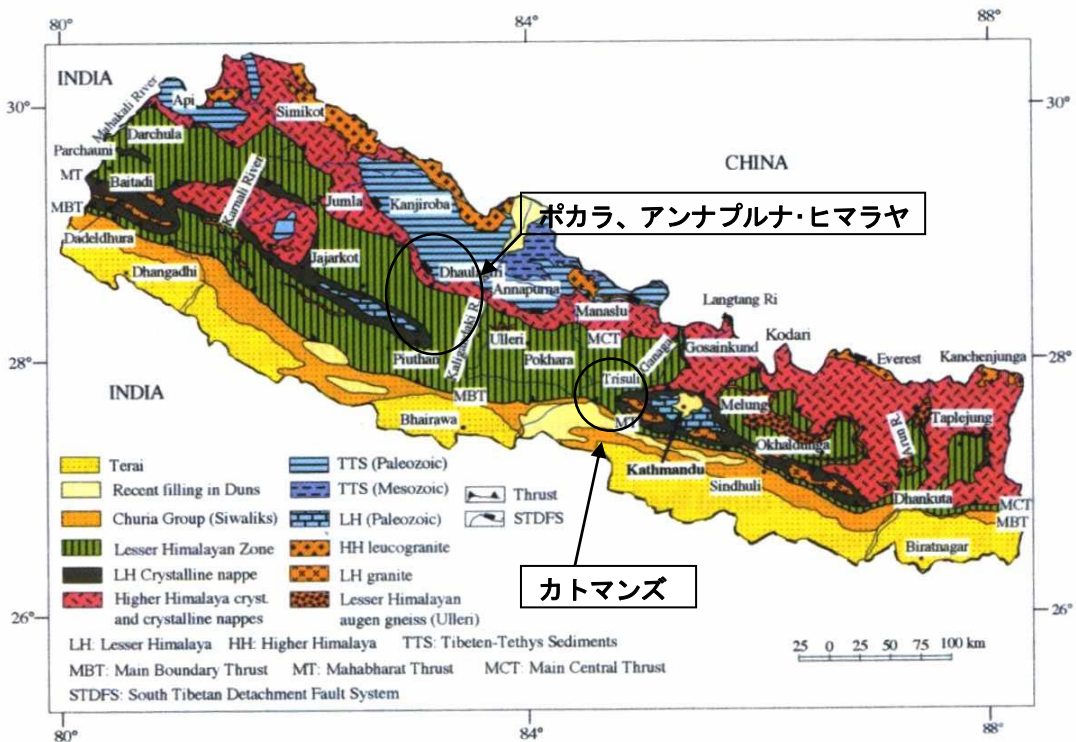 80°
84°
88°
INDIA
30°
30°
Mahakali River
Api
Simikot
Darchula
CHINA
Parchauni
MT
Baitadi
Karnali River
Jumla
Kanjiroba
ポカラ、アンナプルナ・ヒマラヤ
MBT
Dadeldhura
Jajarkot
Dhangadhi
Dhaulagiri
Annapurna
Langtang Ri
Manaslu
Kodari
Kaligandaki R.
Ulleri
MCT
Ganaga
Gosainkund
28°
28°
Piuthan
Pokhara
Everest
Kanchenjunga
Trisuli
INDIA
MBT
Melung
Taplejung
Bhairawa
MT
Arun R.
Okhaldunga
Kathmandu
Sindhuli
Dhankuta
MCT
MBT
Biratnagar
Terai
Recent filling in Duns
Churia Group (Siwaliks)
Lesser Himalayan Zone
LH Crystalline nappe
Higher Himalaya cryst.
and crystalline nappes
TTS (Paleozoic)
TTS (Mesozoic)
LH (Paleozoic)
HH leucogranite
LH granite
Lesser Himalayan
augen gneiss (Ulleri)
Thrust
STDFS
カトマンズ
26°
26°
LH: Lesser Himalaya HH: Higher Himalaya TTS: Tibeten-Tethys Sediments
MBT: Main Boundary Thrust MT: Mahabharat Thrust MCT: Main Central Thrust
STDFS: South Tibetan Detachment Fault System
25 0 25 50 75 100 km
80°
84°
88°